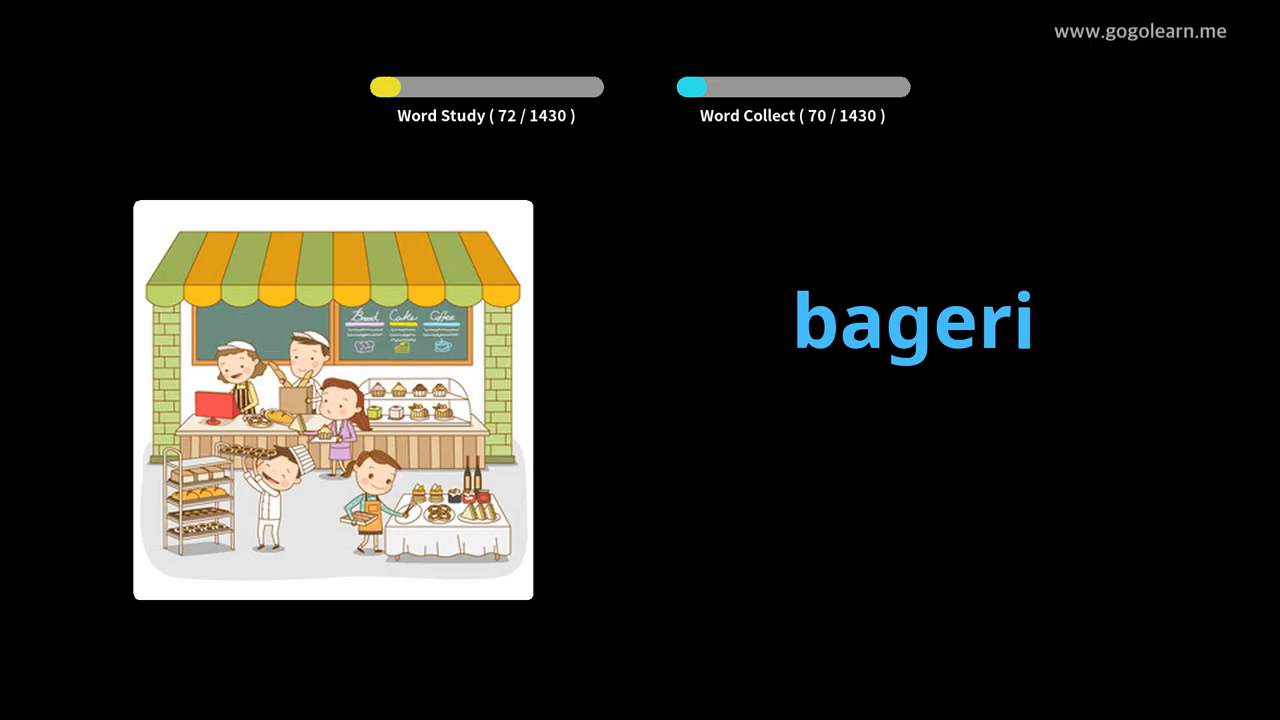 www.gogolearn.me
Word Study ( 72 / 1430 )
Word Collect ( 70 / 1430 )
Bread Cake Coffee
bageri